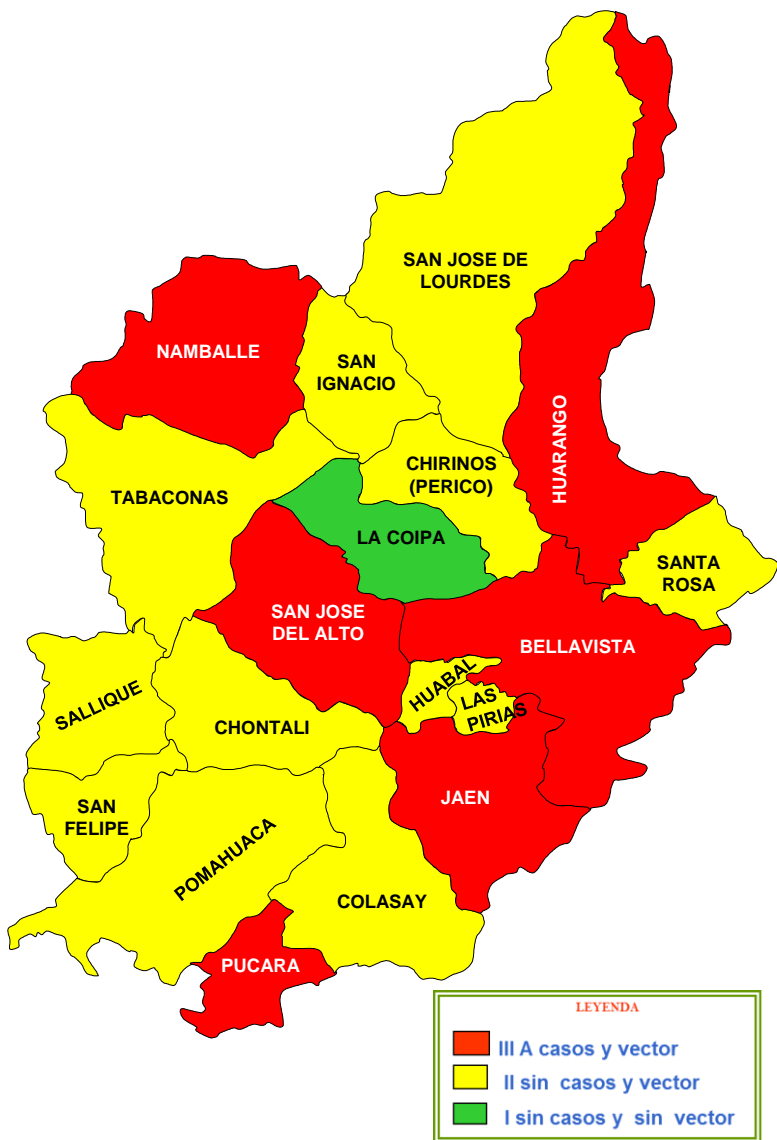 SAN JOSE DE
LOURDES
NAMBALLE
SAN
IGNACIO
HUARANGO
CHIRINOS
(PERICO)
TABACONAS
LA COIPA
SANTA
ROSA
SAN JOSE
DEL ALTO
BELLAVISTA
HUABAL
SALLIQUE
LAS
PIRIAS
CHONTALI
JAEN
SAN
FELIPE
POMAHUACA
COLASAY
PUCARA
LEYENDA
III A casos y vector
II sin casos y vector
I sin casos y sin vector